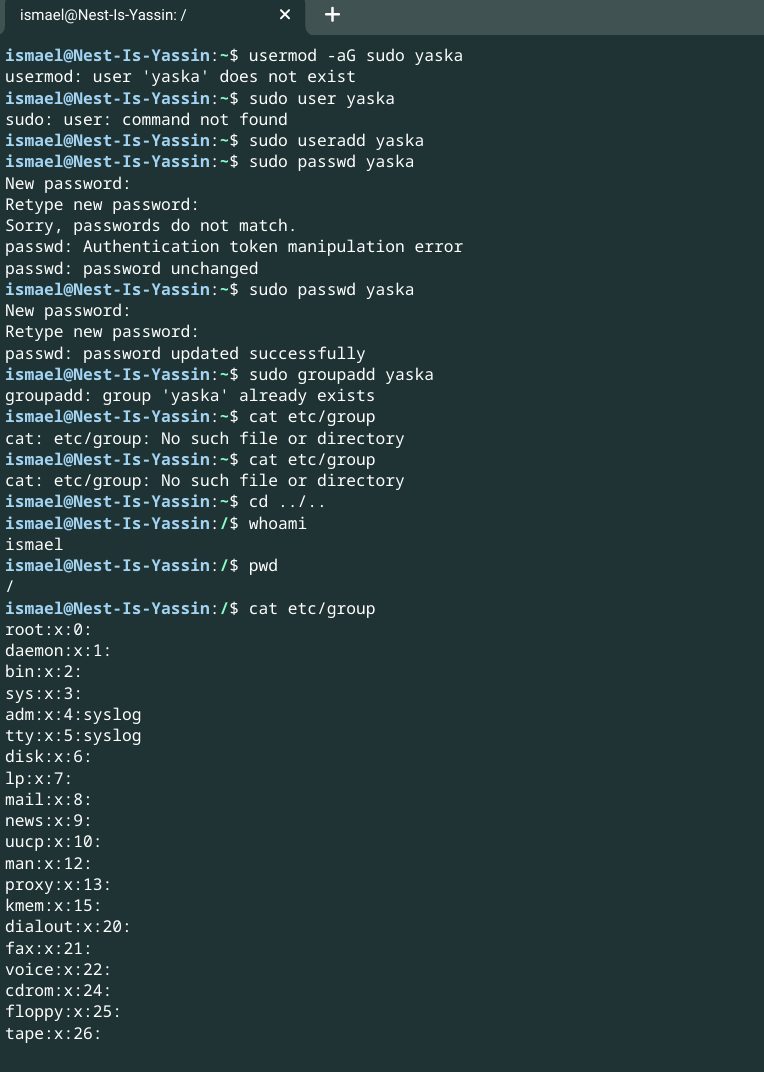 ismael@Nest-Is-Yassin: /
ismael@Nest-Is-Yassin:~$ usermod -aG sudo yaska
usermod: user 'yaska' does not exist
ismael@Nest-Is-Yassin:~$ sudo user yaska
sudo: user: command not found
ismael@Nest-Is-Yassin:~$ sudo useradd yaska
ismael@Nest-Is-Yassin:~$ sudo passwd yaska
New password:
Retype new password:
Sorry, passwords do not match.
passwd: Authentication token manipulation error
passwd: password unchanged
ismael@Nest-Is-Yassin:~$ sudo passwd yaska
New password:
Retype new password:
passwd: password updated successfully
ismael@Nest-Is-Yassin:~$ sudo groupadd yaska
groupadd: group 'yaska' already exists
ismael@Nest-Is-Yassin:~$ cat etc/group
cat: etc/group: No such file or directory
ismael@Nest-Is-Yassin:~$ cat etc/group
cat: etc/group: No such file or directory
ismael@Nest-Is-Yassin:~$ cd ../..
ismael@Nest-Is-Yassin:/$ whoami
ismael
ismael@Nest-Is-Yassin:/$ pwd
/
ismael@Nest-Is-Yassin:/$ cat etc/group
root:x:0:
daemon:x:1:
bin:x:2:
sys:x:3:
adm:x:4:syslog
tty:x:5:syslog
disk:x:6:
lp:x:7:
mail:x:8:
news:x:9:
uucp:x:10:
man:x:12:
proxy:x:13:
kmem:x:15:
dialout:x:20:
fax:x:21:
voice:x:22:
cdrom:x:24:
floppy:x:25:
tape:x:26: